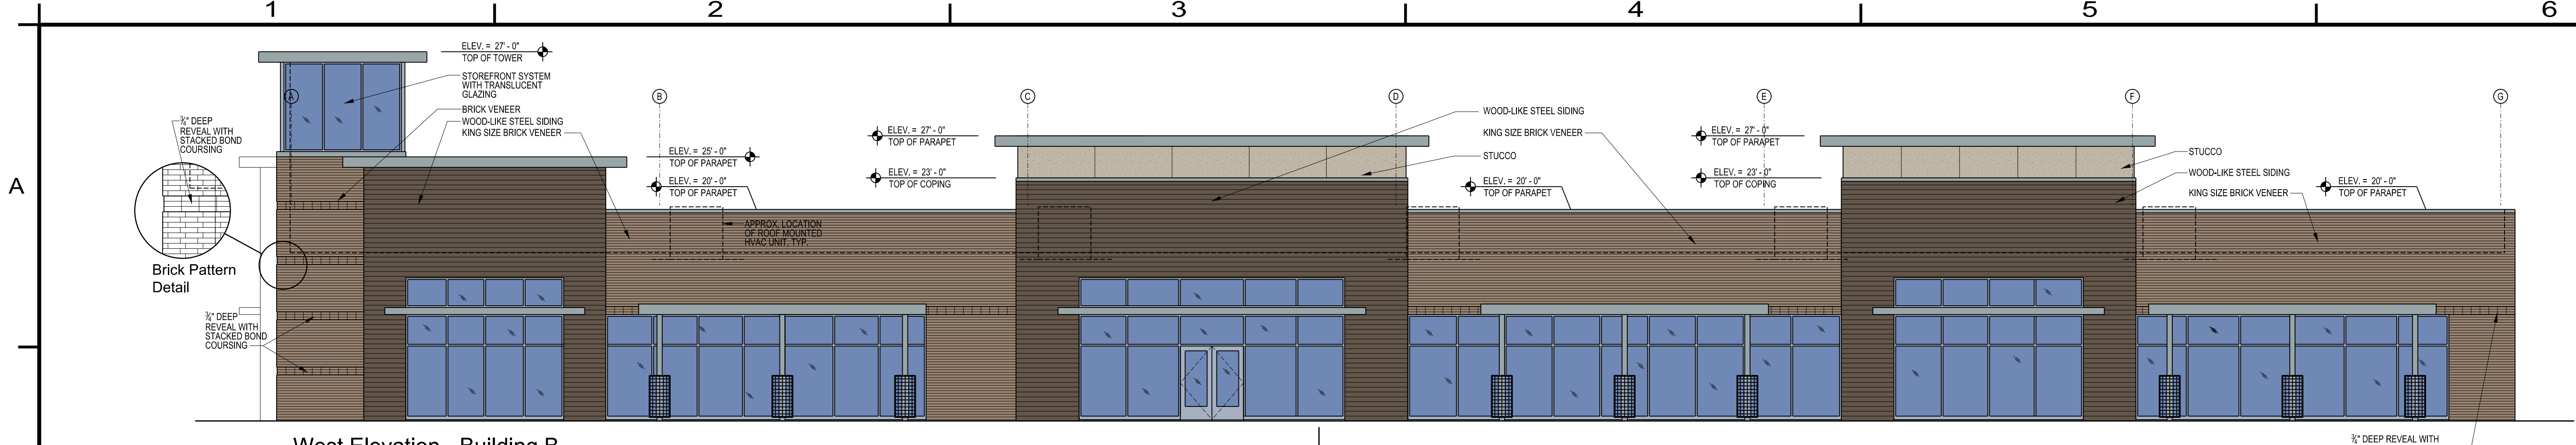 1
2
3
4
5
6
A
ELEV. = 27' - 0"
TOP OF TOWER
STOREFRONT SYSTEM
WITH TRANSLUCENT
GLAZING
BRICK VENEER
WOOD-LIKE STEEL SIDING
KING SIZE BRICK VENEER
¾" DEEP
REVEAL WITH
STACKED BOND
COURSING
Brick Pattern
Detail
¾" DEEP
REVEAL WITH
STACKED BOND
COURSING
A
B
C
D
E
F
G
ELEV. = 25' - 0"
TOP OF PARAPET
ELEV. = 20' - 0"
TOP OF PARAPET
APPROX. LOCATION
OF ROOF MOUNTED
HVAC UNIT, TYP.
ELEV. = 27' - 0"
TOP OF PARAPET
ELEV. = 23' - 0"
TOP OF COPING
WOOD-LIKE STEEL SIDING
KING SIZE BRICK VENEER
STUCCO
ELEV. = 20' - 0"
TOP OF PARAPET
ELEV. = 27' - 0"
TOP OF PARAPET
ELEV. = 23' - 0"
TOP OF COPING
STUCCO
WOOD-LIKE STEEL SIDING
KING SIZE BRICK VENEER
ELEV. = 20' - 0"
TOP OF PARAPET
West Elevation - Building B
¾" DEEP REVEAL WITH